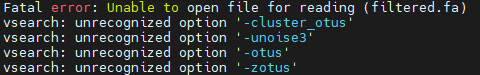 Fatal error: Unable to open file for reading (filtered.fa)
vsearch: unrecognized option '-cluster_otus'
vsearch: unrecognized option '-unoise3'
vsearch: unrecognized option '-otus'
vsearch: unrecognized option '-zotus'